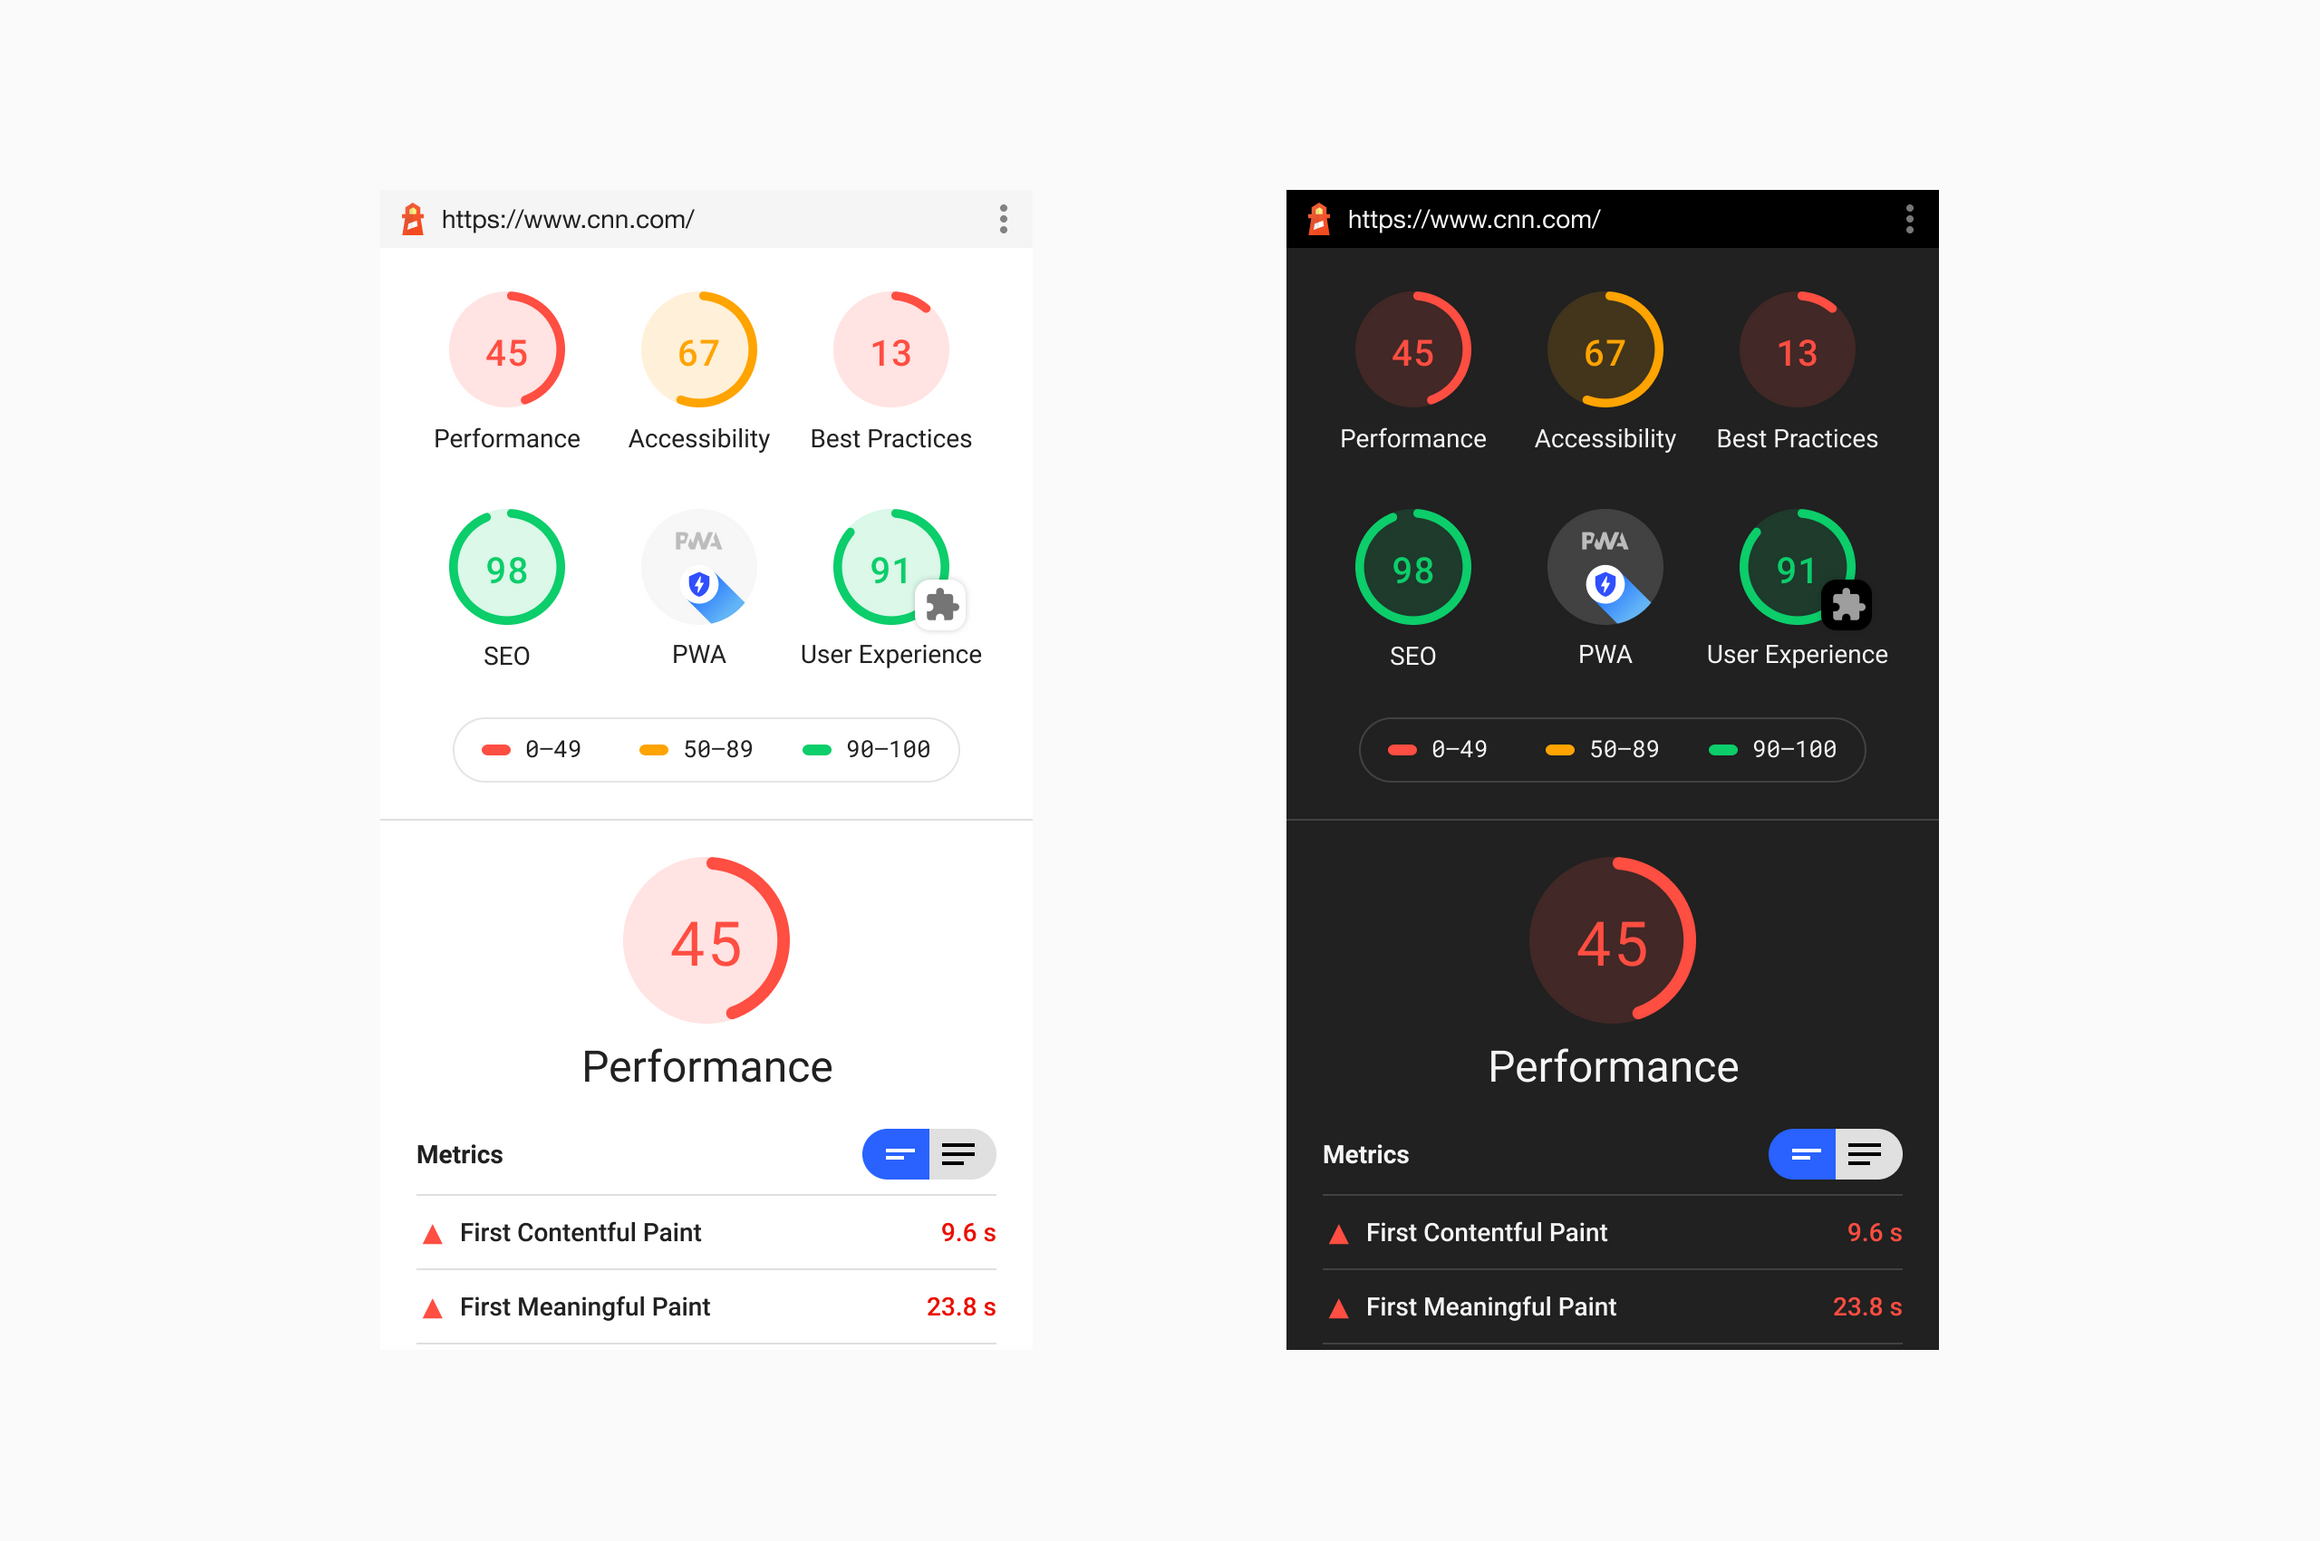 https://www.cnn.com/
45 67 13
Performance Accessibility Best Practices
98 PWA 91
SEO PWA User Experience
0–49 50–89 90–100
45
Performance
Metrics
First Contentful Paint 9.6 s
First Meaningful Paint 23.8 s
https://www.cnn.com/
45 67 13
Performance Accessibility Best Practices
98 PWA 91
SEO PWA User Experience
0–49 50–89 90–100
45
Performance
Metrics
First Contentful Paint 9.6 s
First Meaningful Paint 23.8 s